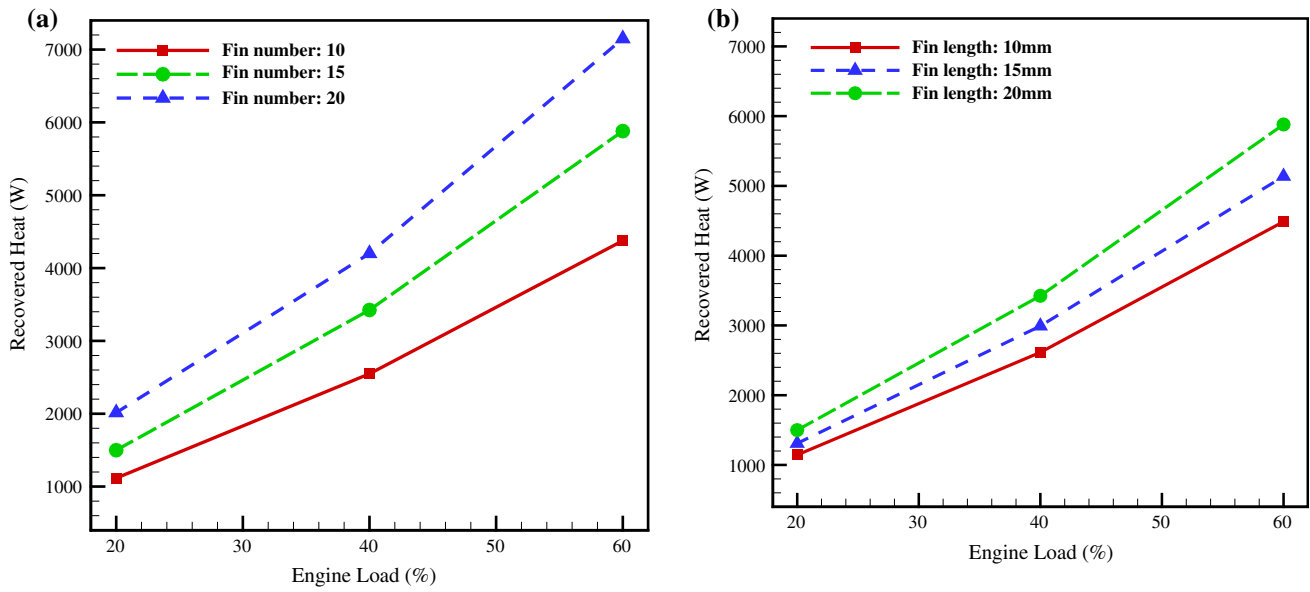 (a)
Fin number: 10
Fin number: 15
Fin number: 20
7000
6000
5000
4000
3000
2000
1000
Recovered Heat (W)
20 30 40 50 60
Engine Load (%)
(b)
Fin length: 10mm
Fin length: 15mm
Fin length: 20mm
7000
6000
5000
4000
3000
2000
1000
Recovered Heat (W)
20 30 40 50 60
Engine Load (%)